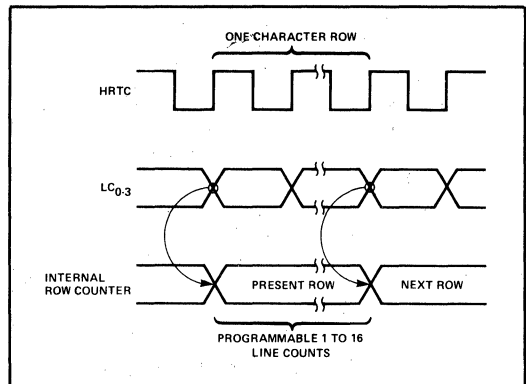 ONE CHARACTER ROW
HRTC
LC0-3
INTERNAL
ROW COUNTER
PRESENT ROW
NEXT ROW
PROGRAMMABLE 1 TO 16
LINE COUNTS